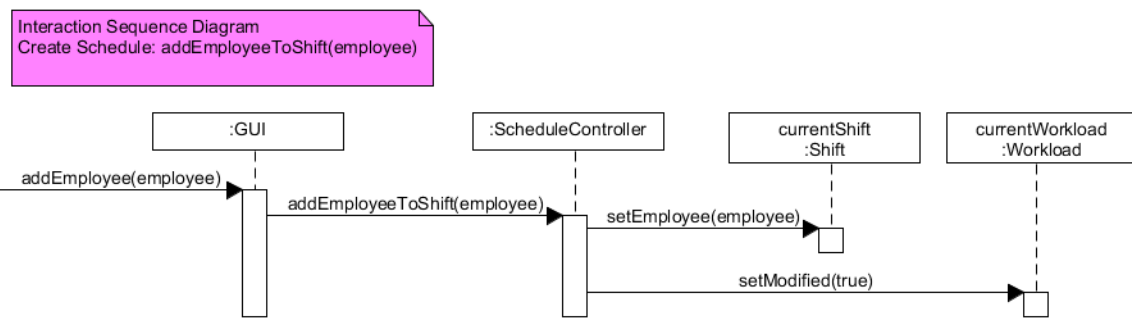 Interaction Sequence Diagram
Create Schedule: addEmployeeToShift(employee)
:GUI
:ScheduleController
currentShift
:Shift
currentWorkload
:Workload
addEmployee(employee)
addEmployeeToShift(employee)
setEmployee(employee)
setModified(true)